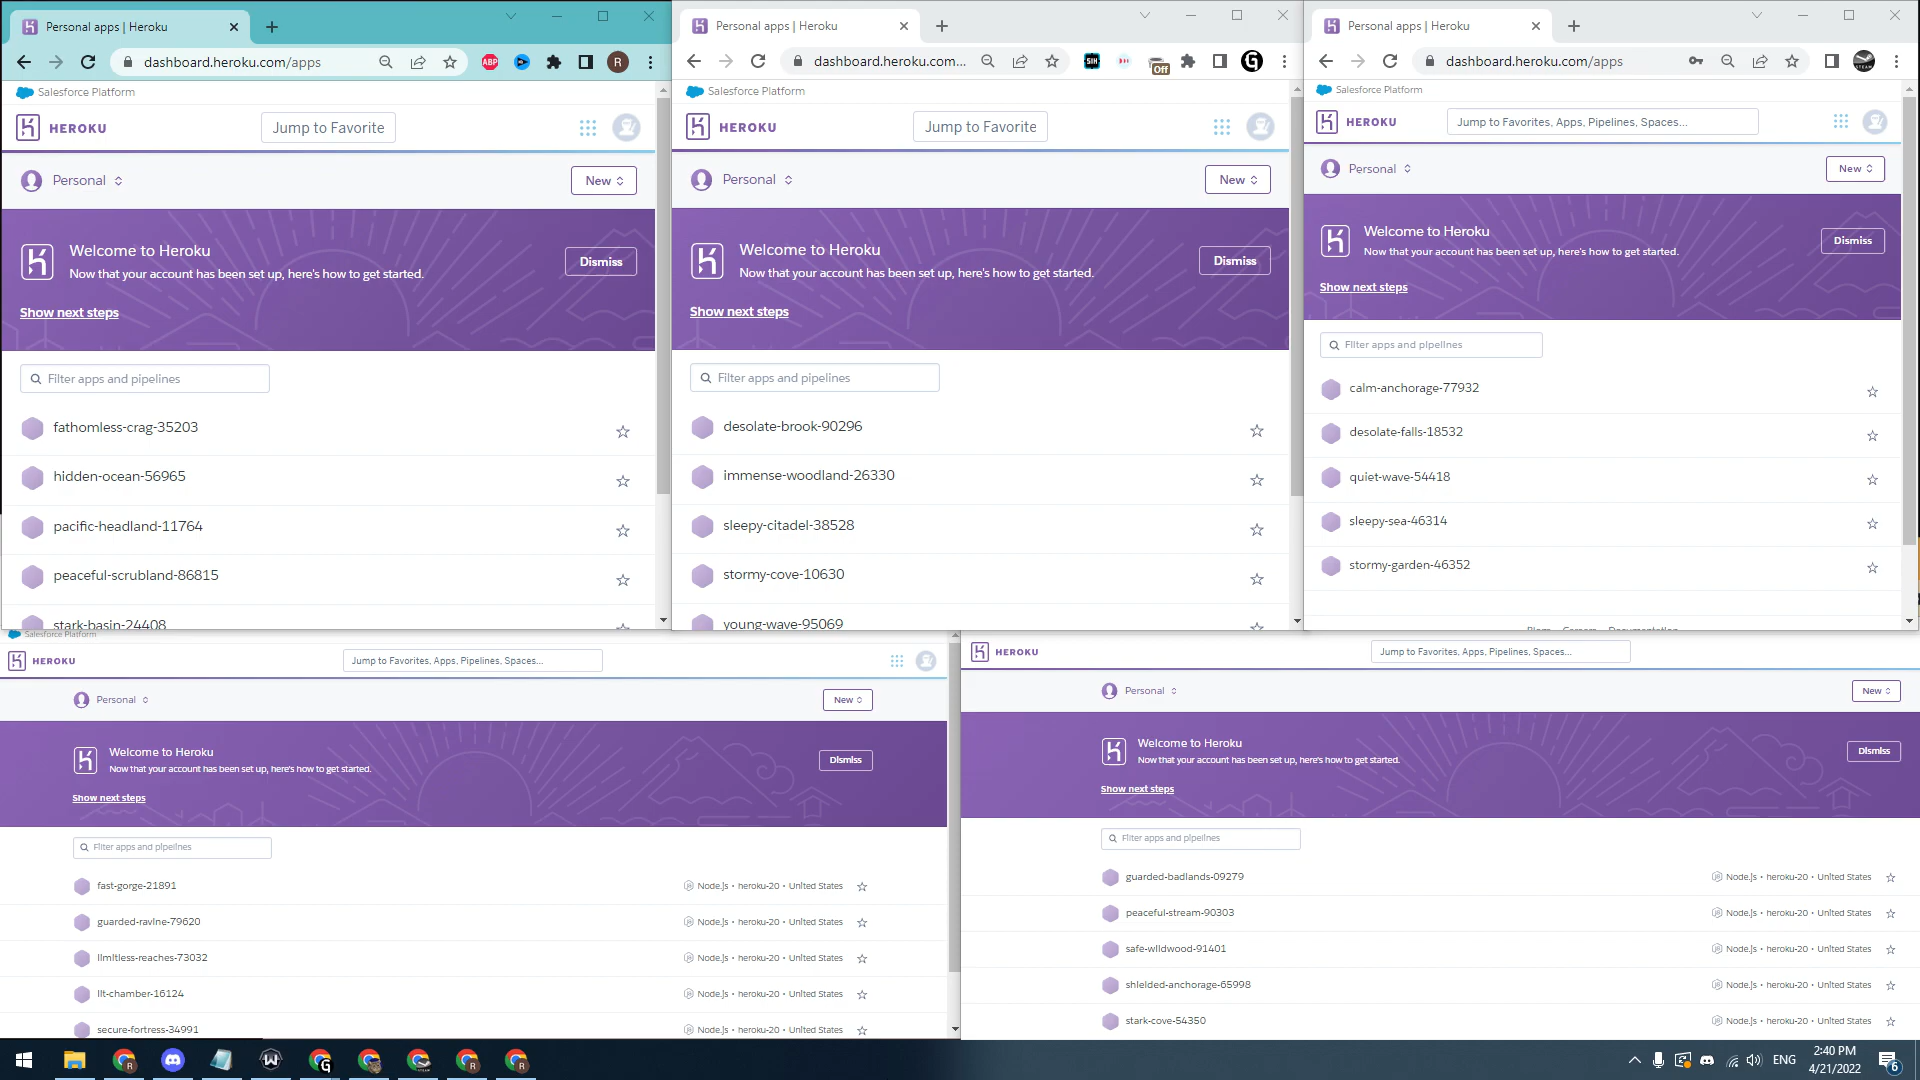 Personal apps | Heroku
dashboard.heroku.com/apps
ABP
R
Salesforce Platform
HEROKU
Jump to Favorite
Personal
New
Welcome to Heroku
Now that your account has been set up, here's how to get started.
Dismiss
Show next steps
Filter apps and pipelines
fathomless-crag-35203
hidden-ocean-56965
pacific-headland-11764
peaceful-scrubland-86815
stark-basin-24408
Personal apps | Heroku
dashboard.heroku.com...
SIH
Off
G
Salesforce Platform
HEROKU
Jump to Favorite
Personal
New
Welcome to Heroku
Now that your account has been set up, here's how to get started.
Dismiss
Show next steps
Filter apps and pipelines
desolate-brook-90296
immense-woodland-26330
sleepy-citadel-38528
stormy-cove-10630
young-wave-95069
Personal apps | Heroku
dashboard.heroku.com/apps
Salesforce Platform
HEROKU
Jump to Favorites, Apps, Pipelines, Spaces...
Personal
New
Welcome to Heroku
Now that your account has been set up, here's how to get started.
Dismiss
Show next steps
Filter apps and pipelines
calm-anchorage-77932
desolate-falls-18532
quiet-wave-54418
sleepy-sea-46314
stormy-garden-46352
Blogs Careers Documentation
Salesforce Platform
HEROKU
Jump to Favorites, Apps, Pipelines, Spaces...
Personal
New
Welcome to Heroku
Now that your account has been set up, here's how to get started.
Dismiss
Show next steps
Filter apps and pipelines
fast-gorge-21891 Node.js • heroku-20 • United States
guarded-ravine-79620 Node.js • heroku-20 • United States
limitless-reaches-73032 Node.js • heroku-20 • United States
lit-chamber-16124 Node.js • heroku-20 • United States
secure-fortress-34991 Node.js • heroku-20 • United States
HEROKU
Jump to Favorites, Apps, Pipelines, Spaces...
Personal
New
Welcome to Heroku
Now that your account has been set up, here's how to get started.
Dismiss
Show next steps
Filter apps and pipelines
guarded-badlands-09279 Node.js • heroku-20 • United States
peaceful-stream-90303 Node.js • heroku-20 • United States
safe-wildwood-91401 Node.js • heroku-20 • United States
shielded-anchorage-65998 Node.js • heroku-20 • United States
stark-cove-54350 Node.js • heroku-20 • United States
ENG
2:40 PM
4/21/2022
6